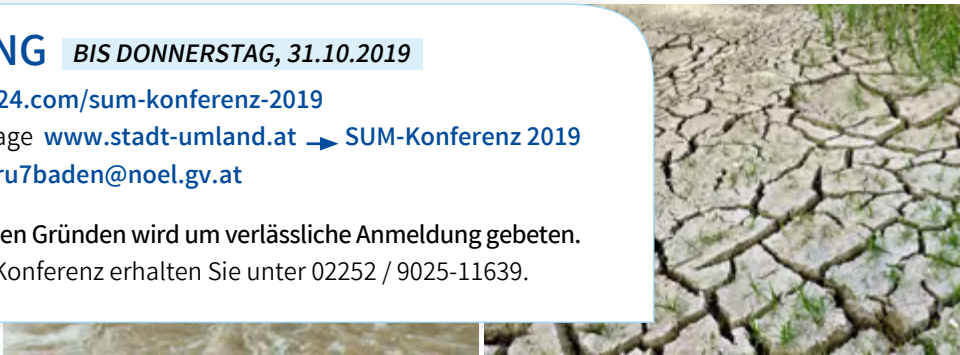 NG BIS DONNERSTAG, 31.10.2019
24.com/sum-konferenz-2019
age www.stadt-umland.at → SUM-Konferenz 2019
ru7baden@noel.gv.at
en Gründen wird um verlässliche Anmeldung gebeten.
Konferenz erhalten Sie unter 02252 / 9025-11639.